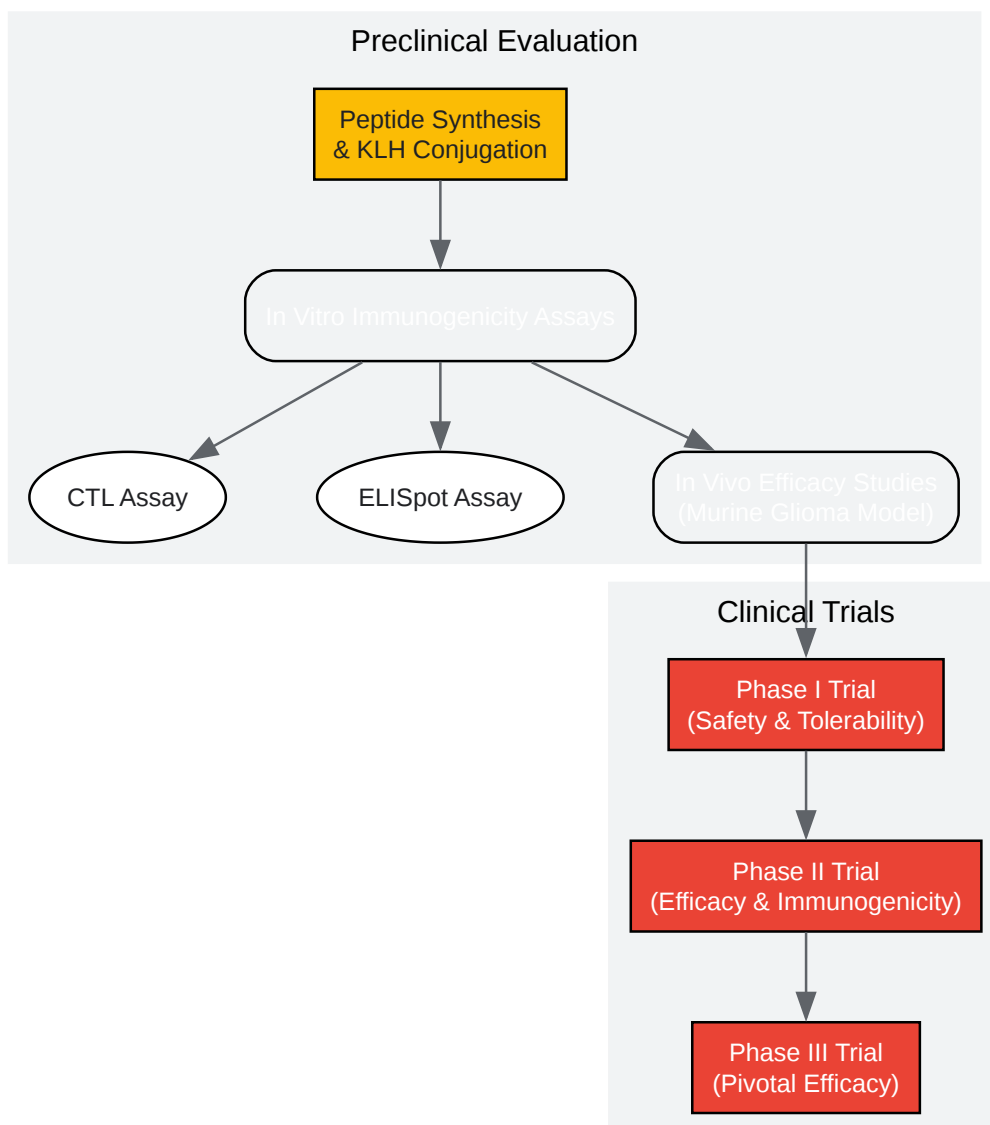 Preclinical Evaluation
Peptide Synthesis
& KLH Conjugation
In Vitro Immunogenicity Assays
CTL Assay
ELISpot Assay
In Vivo Efficacy Studies
(Murine Glioma Model)
Clinical Trials
Phase I Trial
(Safety & Tolerability)
Phase II Trial
(Efficacy & Immunogenicity)
Phase III Trial
(Pivotal Efficacy)